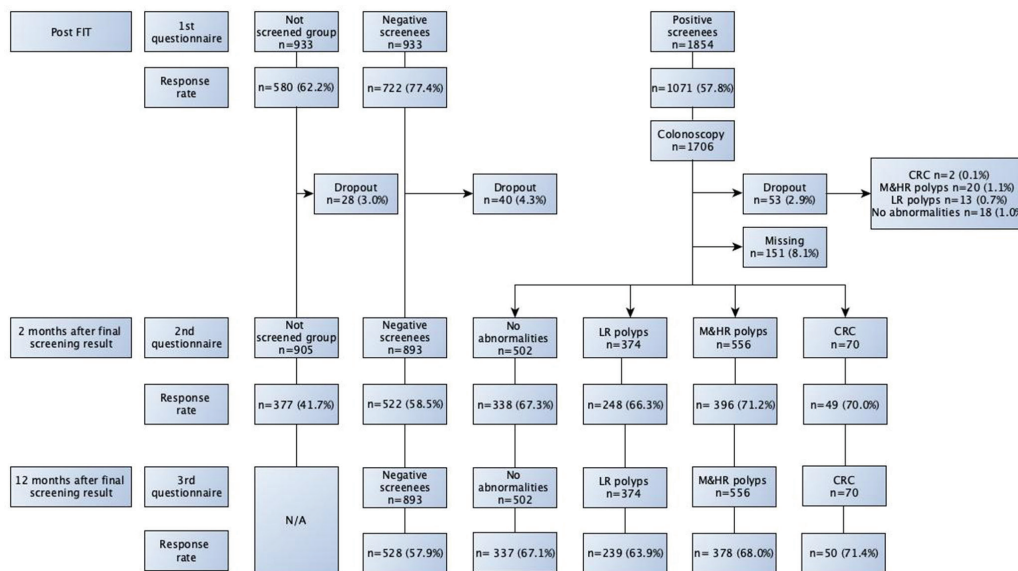 Post FIT
1st
questionnaire
Not
screened group
n=933
Negative
screenees
n=933
Positive
screenees
n=1854
Response
rate
n=580 (62.2%)
n=722 (77.4%)
n=1071 (57.8%)
Colonoscopy
n=1706
Dropout
n=28 (3.0%)
Dropout
n=40 (4.3%)
Dropout
n=53 (2.9%)
CRC n=2 (0.1%)
M&HR polyps n=20 (1.1%)
LR polyps n=13 (0.7%)
No abnormalities n=18 (1.0%
Missing
n=151 (8.1%)
2 months after final
screening result
2nd
questionnaire
Not
screened group
n=905
Negative
screenees
n=893
No
abnormalities
n=502
LR polyps
n=374
M&HR polyps
n=556
CRC
n=70
Response
rate
n=377 (41.7%)
n=522 (58.5%)
n=338 (67.3%)
n=248 (66.3%)
n= 396 (71.2%)
n=49 (70.0%)
12 months after final
screening result
3rd
questionnaire
N/A
Negative
screenees
n=893
No
abnormalities
n=502
LR polyps
n=374
M&HR polyps
n=556
CRC
n=70
Response
rate
n=528 (57.9%)
n= 337 (67.1%)
n=239 (63.9%)
n= 378 (68.0%)
n= 50 (71.4%)